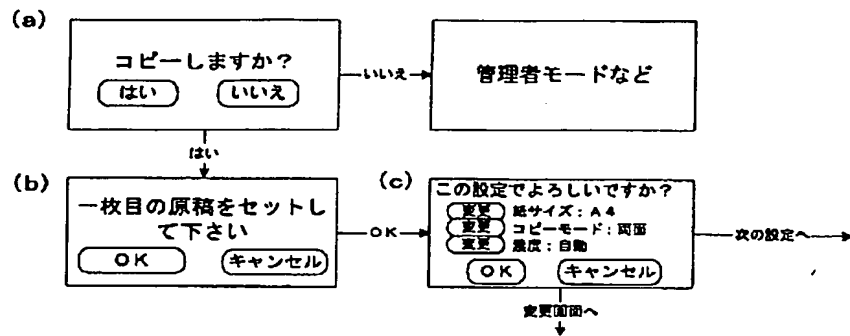 (a)
コピーしますか?
はい いいえ
いいえ
管理者モードなど
はい
(b)
一枚目の原稿をセットし
て下さい
OK キャンセル
OK
(c)
この設定でよろしいですか?
変更 紙サイズ:A4
変更 コピーモード:両面
変更 濃度:自動
OK キャンセル
次の設定へ
変更画面へ